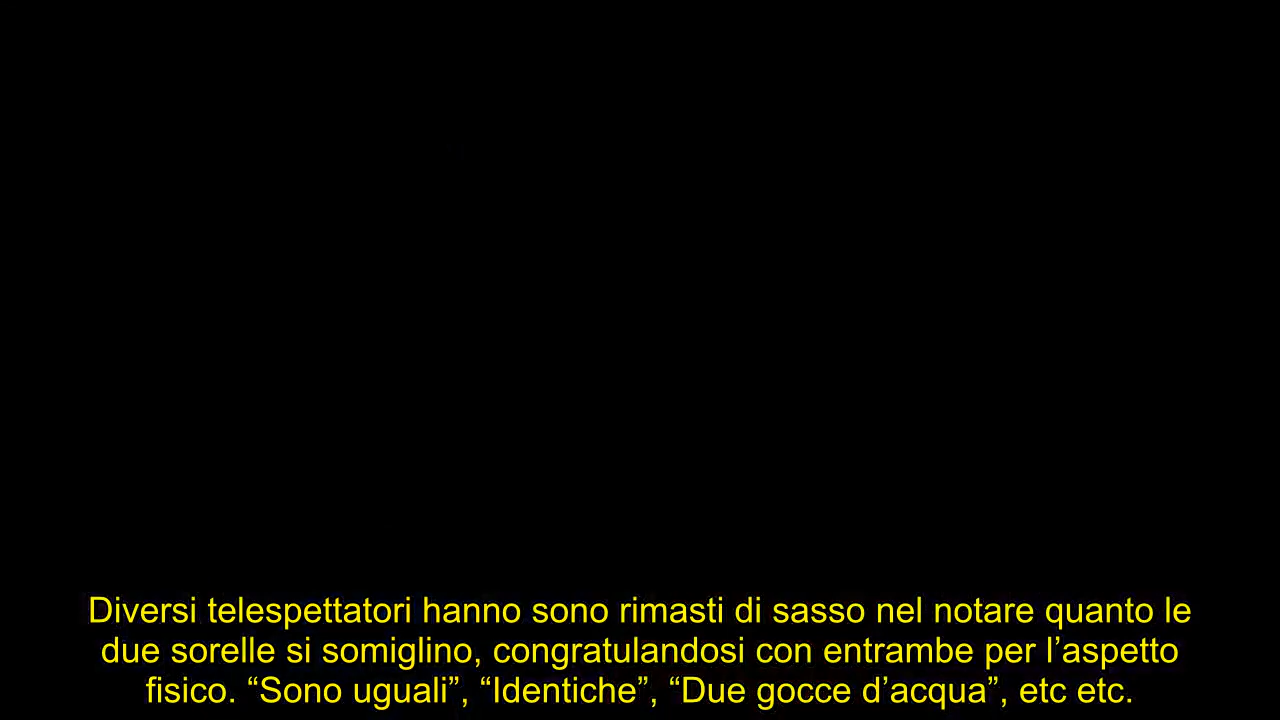 Diversi telespettatori hanno sono rimasti di sasso nel notare quanto le
due sorelle si somiglino, congratulandosi con entrambe per l’aspetto
fisico. “Sono uguali”, “Identiche”, “Due gocce d’acqua”, etc etc.